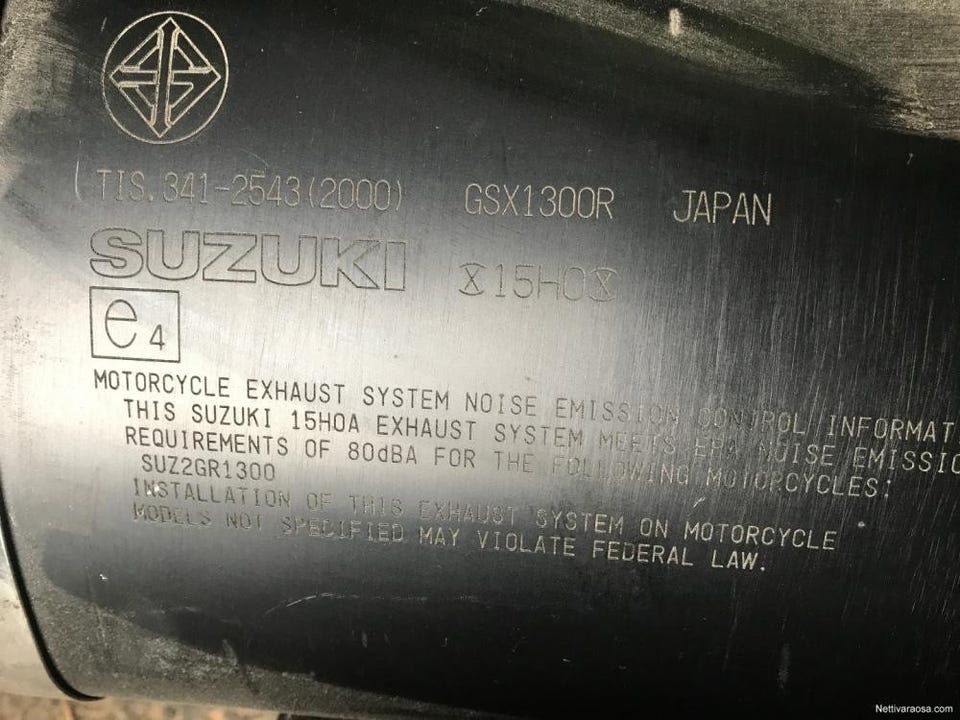 TIS.341-2543(2000) GSX1300R JAPAN
SUZUKI X15H0X
e4
MOTORCYCLE EXHAUST SYSTEM NOISE EMISSION CONTROL INFORMAT
THIS SUZUKI 15H0A EXHAUST SYSTEM MEETS EPA NOISE EMISSIO
REQUIREMENTS OF 80dBA FOR THE FOLLOWING MOTORCYCLES:
SUZ2GR1300
INSTALLATION OF THIS EXHAUST SYSTEM ON MOTORCYCLE
MODELS NOT SPECIFIED MAY VIOLATE FEDERAL LAW.
Nettivaraosa.com